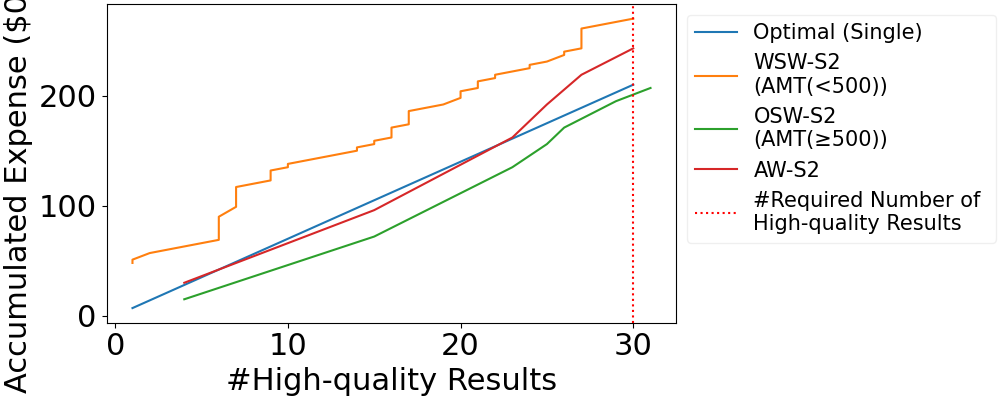 Accumulated Expense ($0
200
100
0
0
10
20
30
#High-quality Results
Optimal (Single)
WSW-S2
(AMT(<500))
OSW-S2
(AMT(≥500))
AW-S2
#Required Number of
High-quality Results